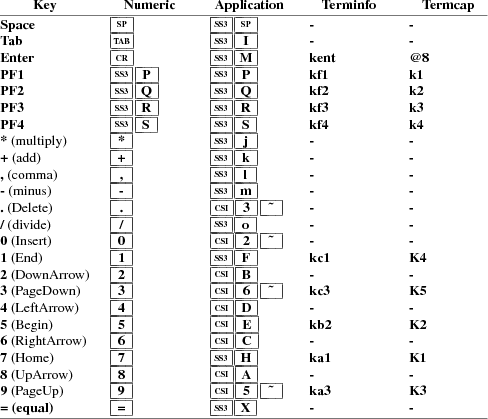 Key Numeric Application Terminfo Termcap
Space SP SS3 SP - -
Tab TAB SS3 I - -
Enter CR SS3 M kent @8
PF1 SS3 P SS3 P kf1 k1
PF2 SS3 Q SS3 Q kf2 k2
PF3 SS3 R SS3 R kf3 k3
PF4 SS3 S SS3 S kf4 k4
* (multiply) * SS3 j - -
+ (add) + SS3 k - -
, (comma) , SS3 l - -
- (minus) - SS3 m - -
. (Delete) . CSI 3 ~ - -
/ (divide) / SS3 o - -
0 (Insert) 0 CSI 2 ~ - -
1 (End) 1 SS3 F kc1 K4
2 (DownArrow) 2 CSI B - -
3 (PageDown) 3 CSI 6 ~ kc3 K5
4 (LeftArrow) 4 CSI D - -
5 (Begin) 5 CSI E kb2 K2
6 (RightArrow) 6 CSI C - -
7 (Home) 7 SS3 H ka1 K1
8 (UpArrow) 8 CSI A - -
9 (PageUp) 9 CSI 5 ~ ka3 K3
= (equal) = SS3 X - -